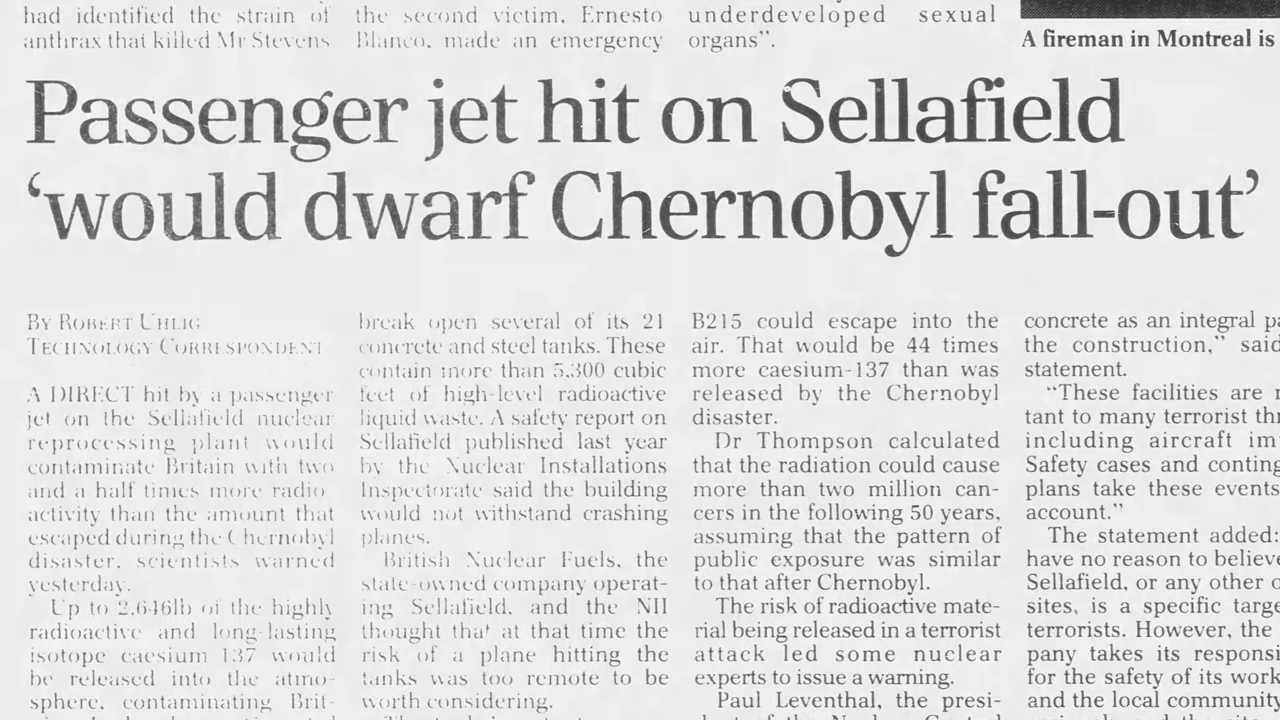 had identified the strain of
anthrax that killed Mr Stevens
the second victim, Ernesto
Blanco, made an emergency
underdeveloped sexual
organs”.
A fireman in Montreal is
Passenger jet hit on Sellafield
‘would dwarf Chernobyl fall-out’
By Robert Uhlig
Technology Correspondent
A DIRECT hit by a passenger
jet on the Sellafield nuclear
reprocessing plant would
contaminate Britain with two
and a half times more radio-
activity than the amount that
escaped during the Chernobyl
disaster, scientists warned
yesterday.
Up to 2,646lb of the highly
radioactive and long-lasting
isotope caesium 137 would
be released into the atmo-
sphere, contaminating Brit-
break open several of its 21
concrete and steel tanks. These
contain more than 5,300 cubic
feet of high-level radioactive
liquid waste. A safety report on
Sellafield published last year
by the Nuclear Installations
Inspectorate said the building
would not withstand crashing
planes.
British Nuclear Fuels, the
state-owned company operat-
ing Sellafield, and the NII
thought that at that time the
risk of a plane hitting the
tanks was too remote to be
worth considering.
B215 could escape into the
air. That would be 44 times
more caesium-137 than was
released by the Chernobyl
disaster.
Dr Thompson calculated
that the radiation could cause
more than two million can-
cers in the following 50 years,
assuming that the pattern of
public exposure was similar
to that after Chernobyl.
The risk of radioactive mate-
rial being released in a terrorist
attack led some nuclear
experts to issue a warning.
Paul Leventhal, the presi-
concrete as an integral pa
the construction,” said
statement.
“These facilities are
tant to many terrorist thr
including aircraft im
Safety cases and conting
plans take these events
account.”
The statement added:
have no reason to believe
Sellafield, or any other
sites, is a specific targe
terrorists. However, the
pany takes its responsi
for the safety of its work
and the local community